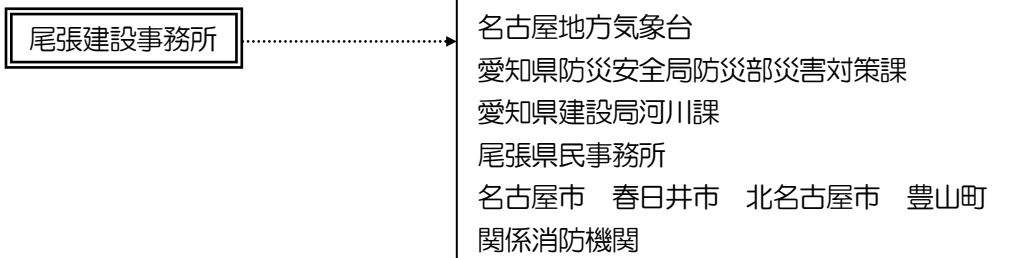 尾張建設事務所
名古屋地方気象台
愛知県防災安全局防災部災害対策課
愛知県建設局河川課
尾張県民事務所
名古屋市　春日井市　北名古屋市　豊山町
関係消防機関